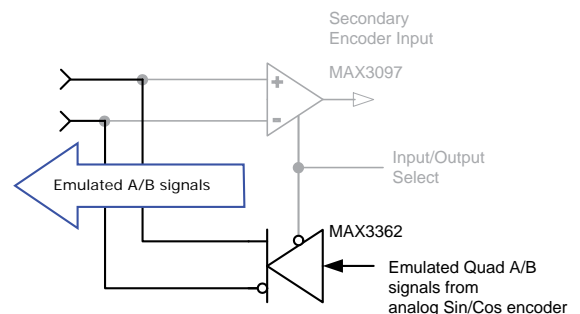 Secondary
Encoder Input
MAX3097
+
-
Input/Output
Select
Emulated A/B signals
MAX3362
Emulated Quad A/B
signals from
analog Sin/Cos encoder